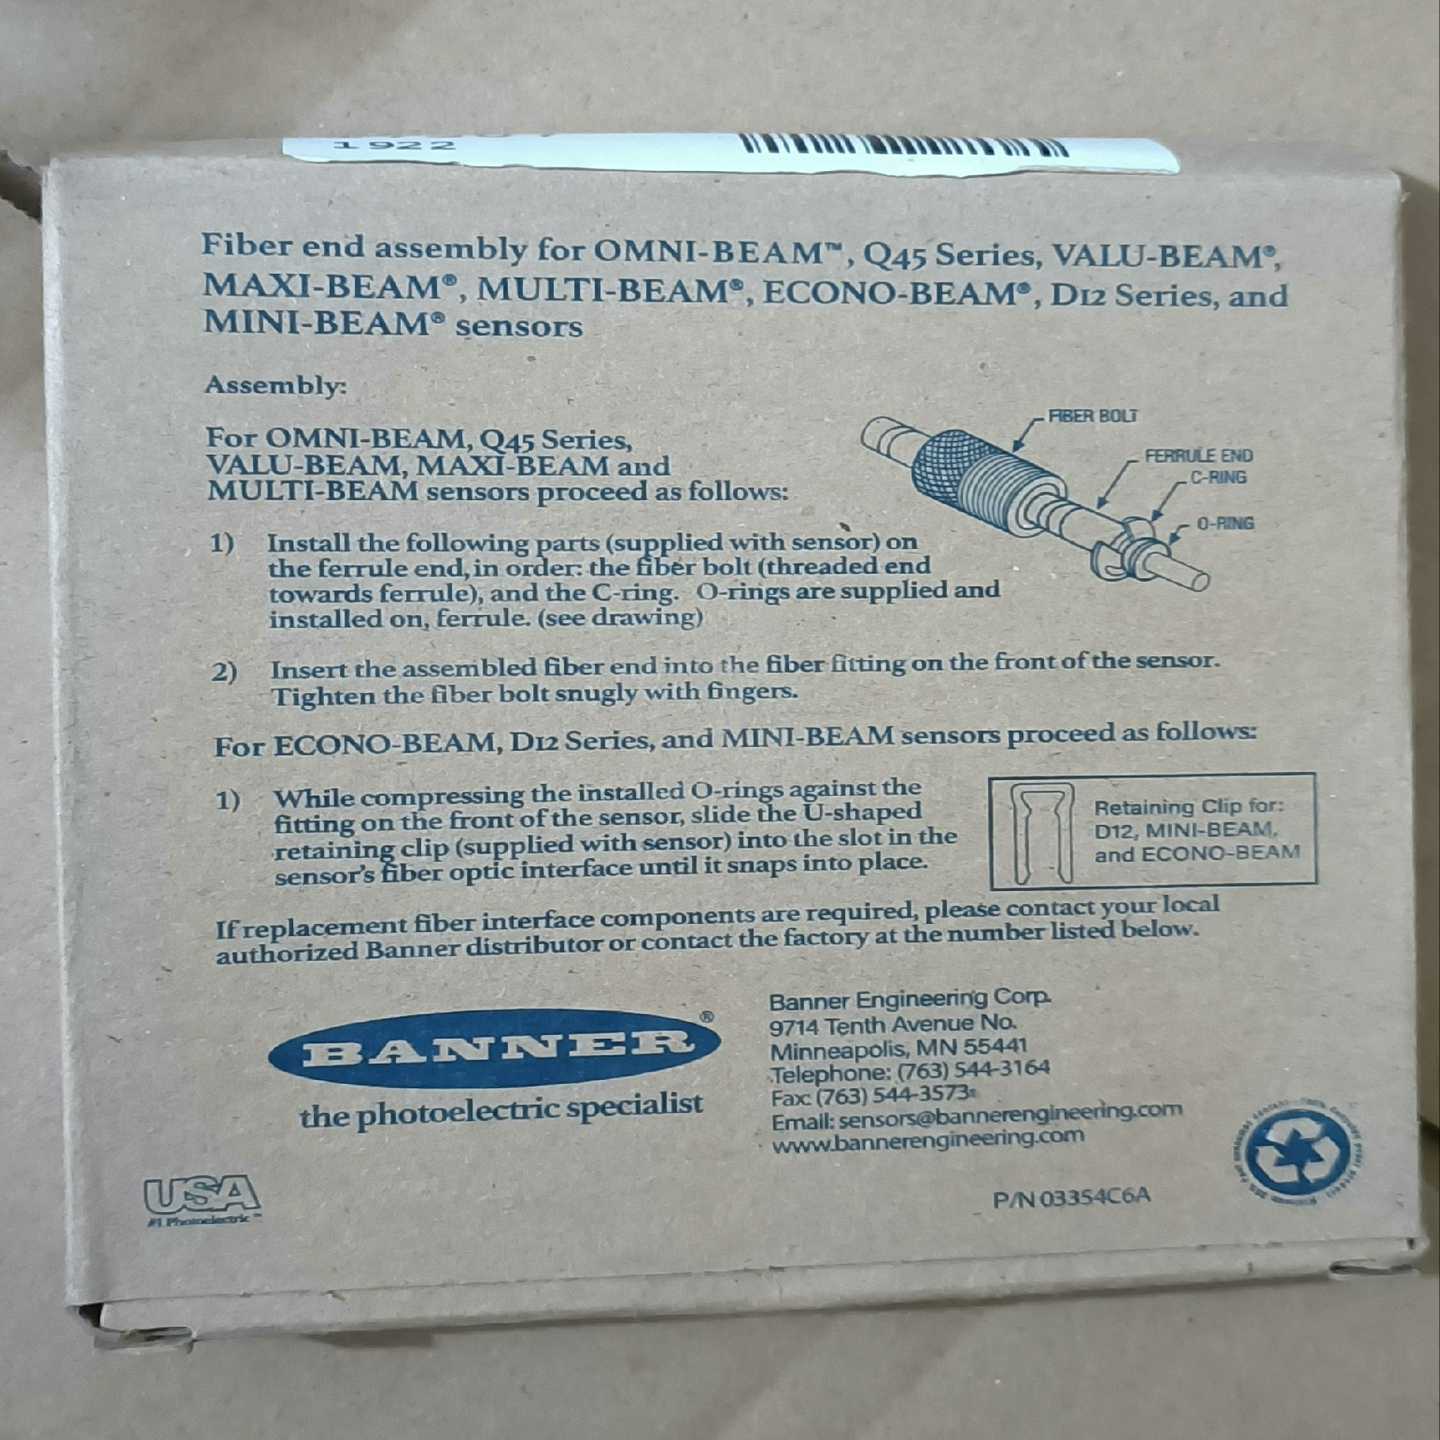 1922
Fiber end assembly for OMNI-BEAM™, Q45 Series, VALU-BEAM®,
MAXI-BEAM®, MULTI-BEAM®, ECONO-BEAM®, D12 Series, and
MINI-BEAM® sensors
Assembly:
For OMNI-BEAM, Q45 Series,
VALU-BEAM, MAXI-BEAM and
MULTI-BEAM sensors proceed as follows:
FIBER BOLT
FERRULE END
C-RING
O-RING
1) Install the following parts (supplied with sensor) on
the ferrule end, in order: the fiber bolt (threaded end
towards ferrule), and the C-ring. O-rings are supplied and
installed on, ferrule. (see drawing)
2) Insert the assembled fiber end into the fiber fitting on the front of the sensor.
Tighten the fiber bolt snugly with fingers.
For ECONO-BEAM, D12 Series, and MINI-BEAM sensors proceed as follows:
1) While compressing the installed O-rings against the
fitting on the front of the sensor, slide the U-shaped
retaining clip (supplied with sensor) into the slot in the
sensor's fiber optic interface until it snaps into place.
Retaining Clip for:
D12, MINI-BEAM,
and ECONO-BEAM
If replacement fiber interface components are required, please contact your local
authorized Banner distributor or contact the factory at the number listed below.
BANNER®
the photoelectric specialist
Banner Engineering Corp.
9714 Tenth Avenue No.
Minneapolis, MN 55441
Telephone: (763) 544-3164
Fax: (763) 544-3573
Email: sensors@bannerengineering.com
www.bannerengineering.com
USA
#1 Photoelectric™
P/N 03354C6A